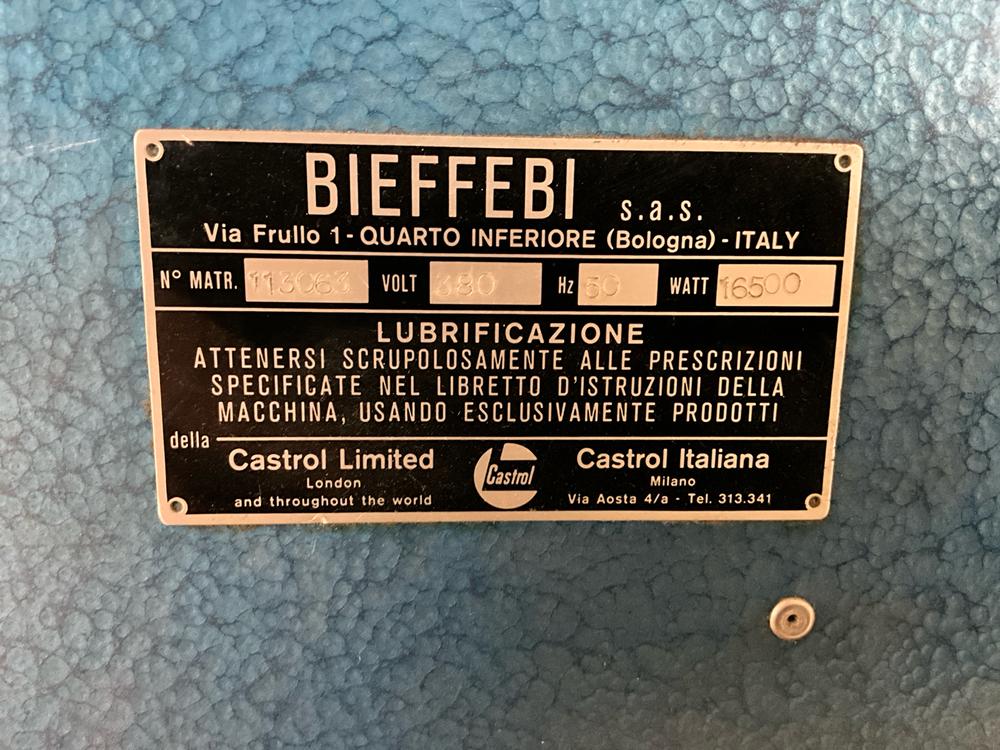 BIEFFEBI s.a.s.
Via Frullo 1 - QUARTO INFERIORE (Bologna) - ITALY
N° MATR. 113063 VOLT 380 Hz 50 WATT 16500
LUBRIFICAZIONE
ATTENERSI SCRUPOLOSAMENTE ALLE PRESCRIZIONI
SPECIFICATE NEL LIBRETTO D'ISTRUZIONI DELLA
MACCHINA, USANDO ESCLUSIVAMENTE PRODOTTI
della
Castrol Limited
London
and throughout the world
Castrol
Castrol Italiana
Milano
Via Aosta 4/a - Tel. 313.341